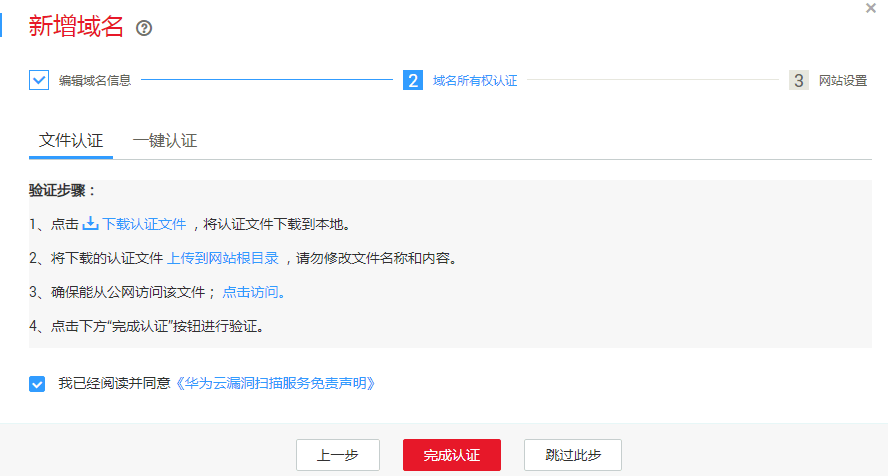 新增域名 ?
编辑域名信息 2 域名所有权认证 3 网站设置
文件认证 一键认证
验证步骤：
1、点击 下载认证文件 ，将认证文件下载到本地。
2、将下载的认证文件 上传到网站根目录 ，请勿修改文件名称和内容。
3、确保能从公网访问该文件； 点击访问。
4、点击下方“完成认证”按钮进行验证。
我已经阅读并同意《华为云漏洞扫描服务免责声明》
上一步 完成认证 跳过此步